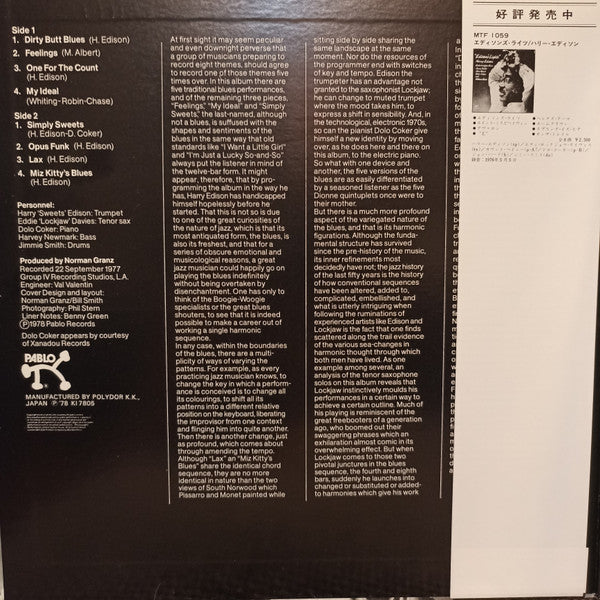 Side 1
1. Dirty Butt Blues (H. Edison)
2. Feelings (M. Albert)
3. One For The Count
(H. Edison)
4. My Ideal
(Whiting-Robin-Chase)
Side 2
1. Simply Sweets
(H. Edison-D. Coker)
2. Opus Funk (H. Edison)
3. Lax (H. Edison)
4. Miz Kitty's Blues
(H. Edison)
Personnel:
Harry 'Sweets' Edison: Trumpet
Eddie 'Lockjaw' Davies: Tenor sax
Dolo Coker: Piano
Harvey Newmark: Bass
Jimmie Smith: Drums
Produced by Norman Granz
Recorded 22 September 1977
Group IV Recording Studios, L.A.
Engineer: Val Valentin
Cover Design and layout:
Norman Granz/Bill Smith
Photography: Phil Stern
Liner Notes: Benny Green
Ⓟ1978 Pablo Records
Dolo Coker appears by courtesy
of Xanadou Records
PABLO
MANUFACTURED BY POLYDOR K.K.,
JAPAN Ⓟ '78 KI 7805
At first sight it may seem peculiar
and even downright perverse that
a group of musicians preparing to
record eight themes, should agree
to record one of those themes five
times over. In this album there are
five traditional blues performances,
and of the remaining three pieces,
"Feelings," "My Ideal" and "Simply
Sweets," the last-named, although
not a blues, is suffused with the
shapes and sentiments of the
blues in the same way that old
standards like "I Want a Little Girl"
and "I'm Just a Lucky So-and-So"
always put the listener in mind of
the twelve-bar form. It might
appear, therefore, that by pro-
gramming the album in the way he
has, Harry Edison has handicapped
himself hopelessly before he
started. That this is not so is due
to one of the great curiosities of
the nature of jazz, which is that its
most antiquated form, the blues, is
also its freshest, and that for a
series of obscure emotional and
musicological reasons, a great
jazz musician could happily go on
playing the blues indefinitely
without being overtaken by
disenchantment. One has only to
think of the Boogie-Woogie
specialists or the great blues
shouters, to see that it is indeed
possible to make a career out of
working a single harmonic
sequence.
In any case, within the boundaries
of the blues, there are a multi-
plicity of ways of varying the
patterns. For example, as every
practicing jazz musician knows, to
change the key in which a perform-
ance is conceived is to change all
its colourings, to shift all its
patterns into a different relative
position on the keyboard, liberating
the improvisor from one context
and flinging him into quite another.
Then there is another change, just
as profound, which comes about
through amending the tempo.
Although "Lax" an "Miz Kitty's
Blues" share the identical chord
sequence, they are no more
identical in nature than the two
views of South Norwood which
Pissarro and Monet painted while
sitting side by side sharing the
same landscape at the same
moment. Nor do the resources of
the programmer end with switches
of key and tempo. Edison the
trumpeter has an advantage not
granted to the saxophonist Lockjaw;
he can change to muted trumpet
where the mood takes him, to
express a shift in sensibility. And, in
the technological, electronic 1970s,
so can the pianist Dolo Coker give
himself a new identity by moving
over, as he does here and there on
this album, to the electric piano.
So what with one device and
another, the five versions of the
blues are as easily differentiated
by a seasoned listener as the five
Dionne quintuplets once were to
their mother.
But there is a much more profound
aspect of the variegated nature of
the blues, and that is its harmonic
figurations. Although the funda-
mental structure has survived
since the pre-history of the music,
its inner refinements most
decidedly have not; the jazz history
of the last fifty years is the history
of how conventional sequences
have been altered, added to,
complicated, embellished, and
what is utterly intriguing when
following the ruminations of
experienced artists like Edison and
Lockjaw is the fact that one finds
scattered along the trail evidence
of the various sea-changes in
harmonic thought through which
both men have lived. As one
example among several, an
analysis of the tenor saxophone
solos on this album reveals that
Lockjaw instinctively moulds his
performances in a certain way to
achieve a certain outline. Much of
his playing is reminiscent of the
great freebooters of a generation
ago, who boomed out their
swaggering phrases which an
exhilaration almost comic in its
overwhelming effect. But when
Lockjaw comes to those two
pivotal junctures in the blues
sequence, the fourth and eighth
bars, suddenly he launches into
changed or substituted or added-
to harmonies which give his work
好評発売中
MTF 1059
エディソンズ・ライツ/ハリー・エディソン